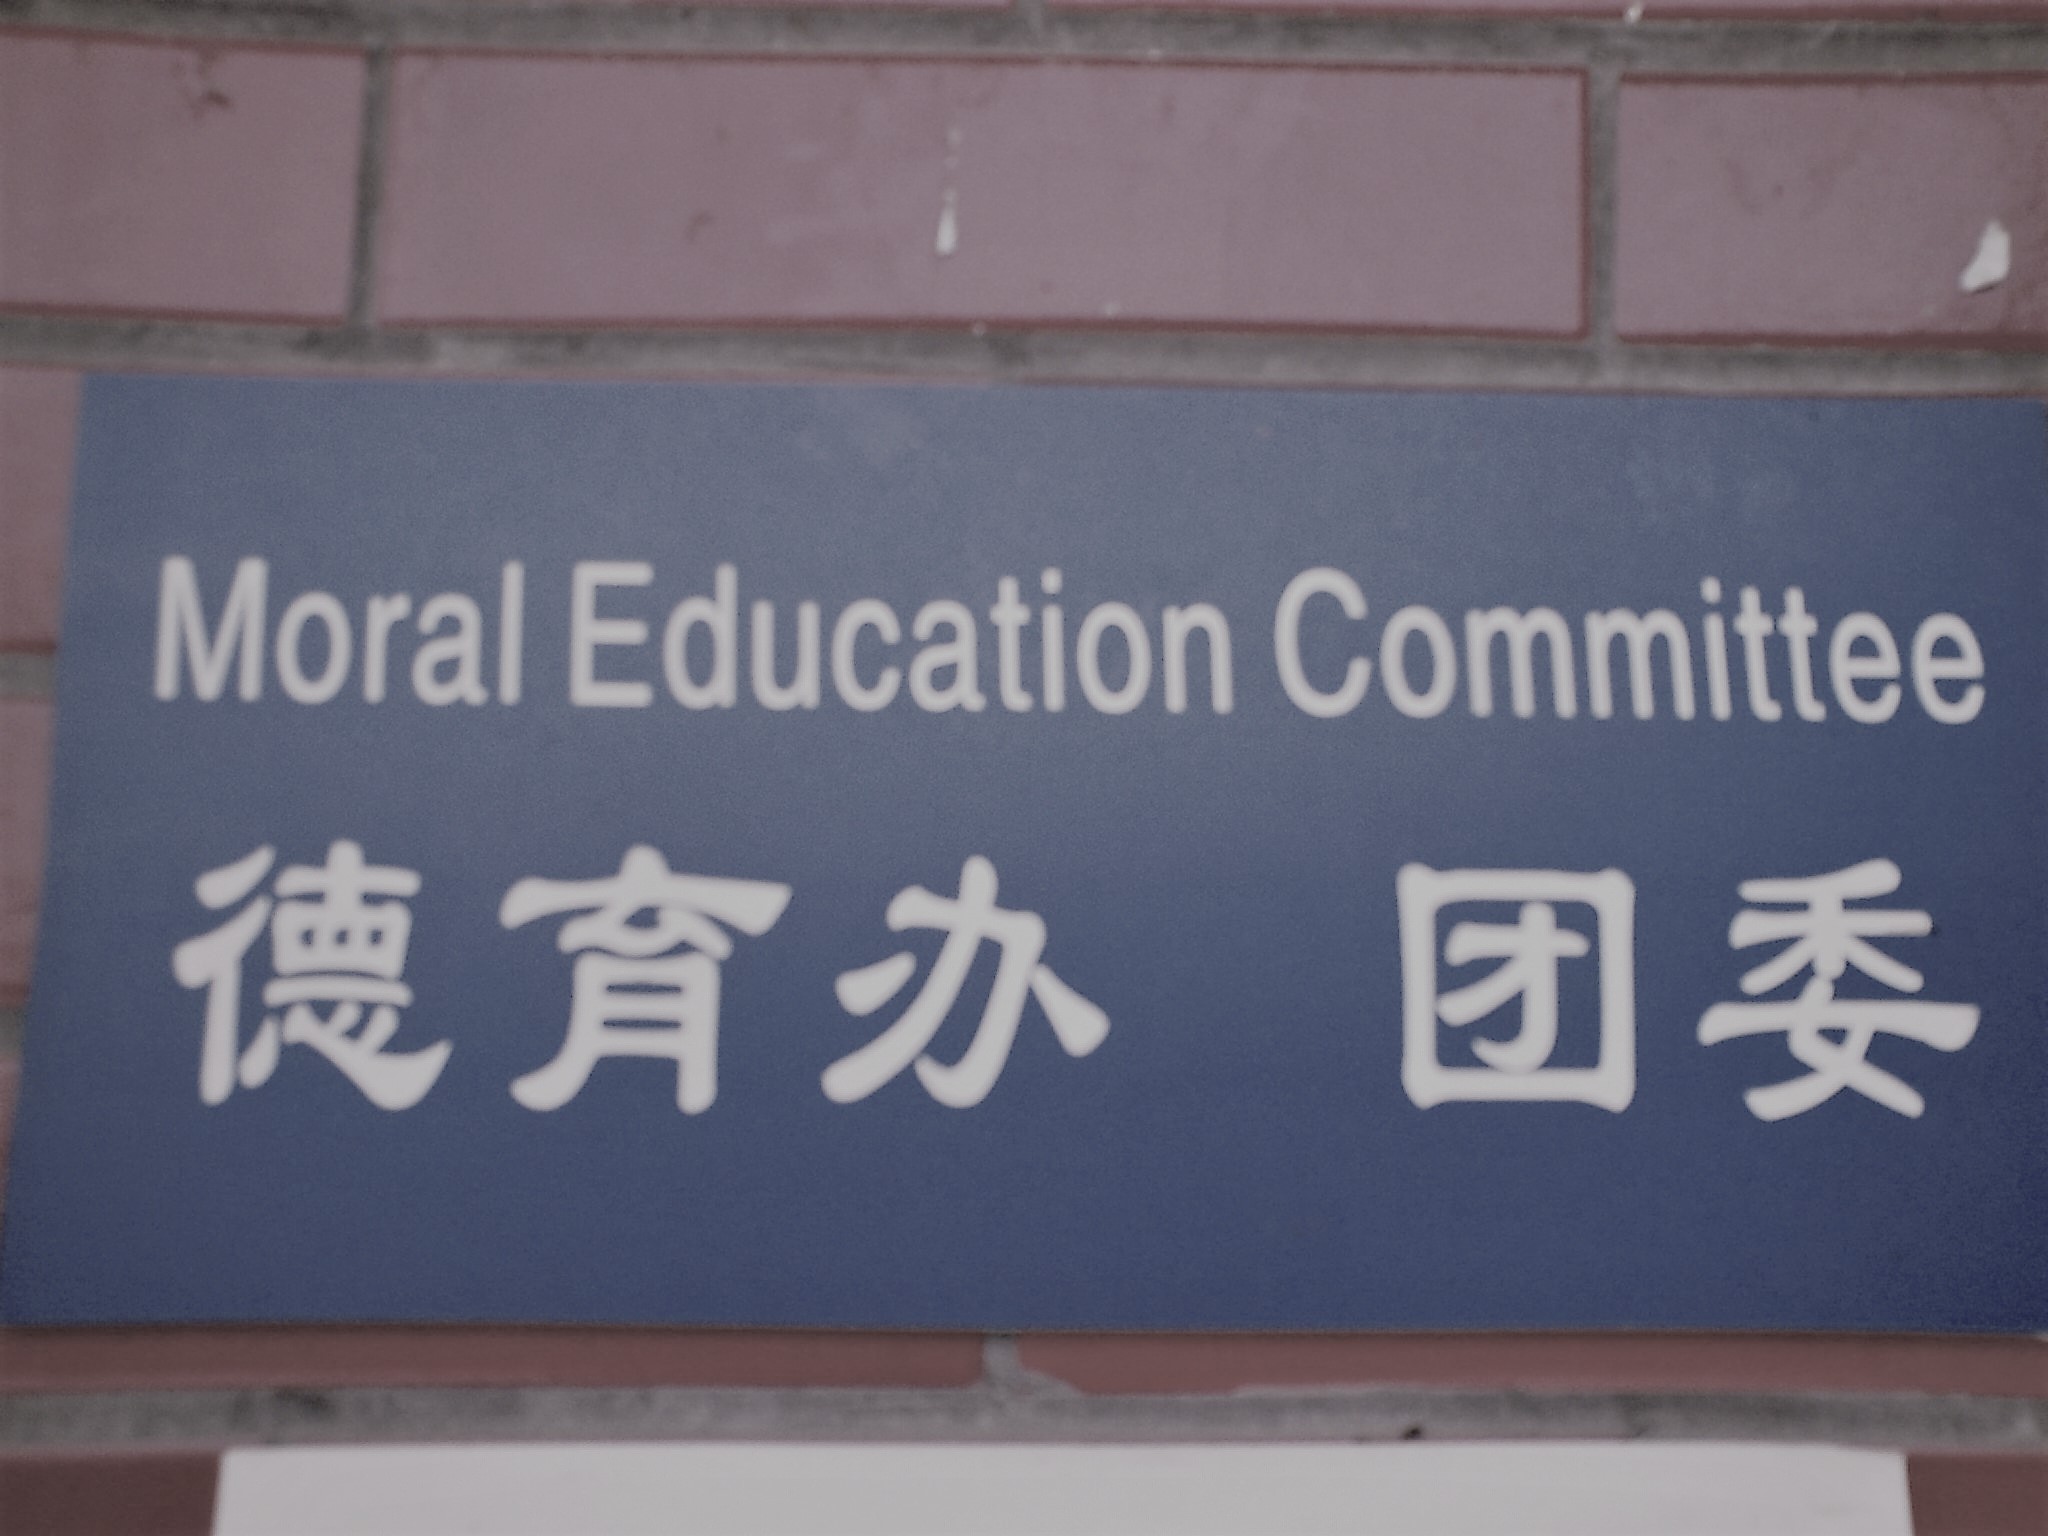 Moral Education Committee
德育办 团委